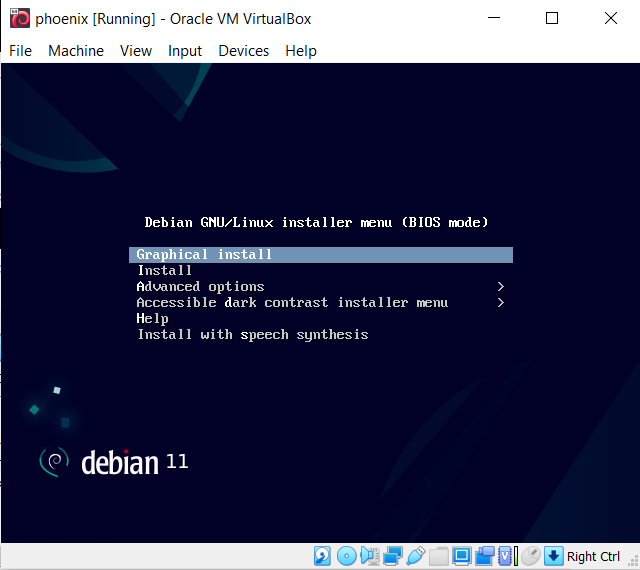 phoenix [Running] - Oracle VM VirtualBox
File Machine View Input Devices Help
Debian GNU/Linux installer menu (BIOS mode)
Graphical install
Install
Advanced options >
Accessible dark contrast installer menu >
Help
Install with speech synthesis
debian 11
V Right Ctrl